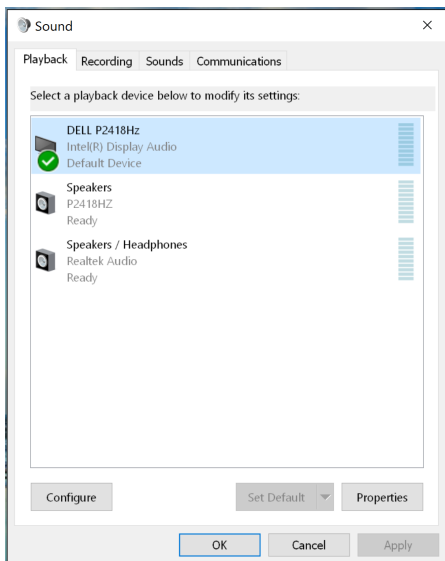 Sound
Playback
Recording
Sounds
Communications
Select a playback device below to modify its settings:
DELL P2418Hz
Intel(R) Display Audio
Default Device
Speakers
P2418HZ
Ready
Speakers / Headphones
Realtek Audio
Ready
Configure
Set Default
Properties
OK
Cancel
Apply